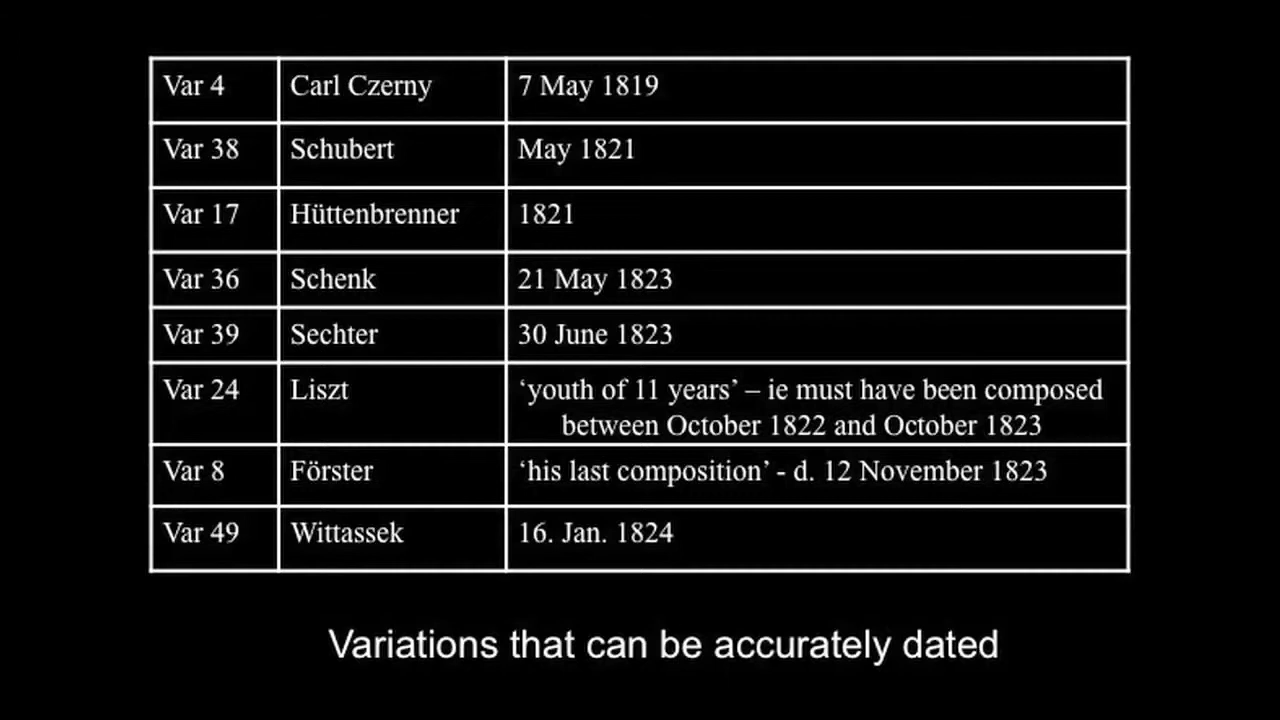 Var 4 Carl Czerny 7 May 1819
Var 38 Schubert May 1821
Var 17 Hüttenbrenner 1821
Var 36 Schenk 21 May 1823
Var 39 Sechter 30 June 1823
Var 24 Liszt ‘youth of 11 years’ – ie must have been composed
between October 1822 and October 1823
Var 8 Förster ‘his last composition’ - d. 12 November 1823
Var 49 Wittassek 16. Jan. 1824
Variations that can be accurately dated